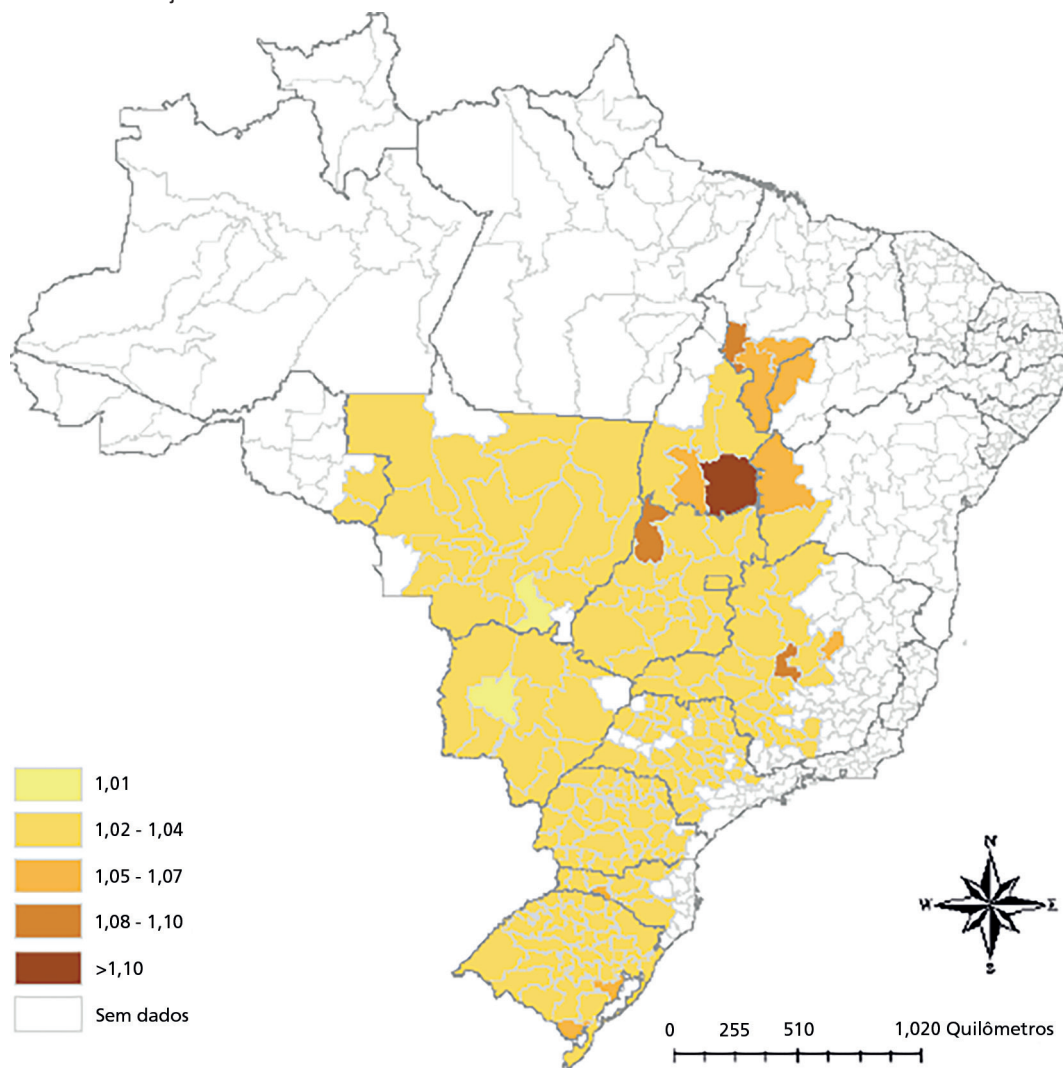 1,01
1,02 - 1,04
1,05 - 1,07
1,08 - 1,10
>1,10
Sem dados
N
W E
S
0 255 510 1,020 Quilômetros